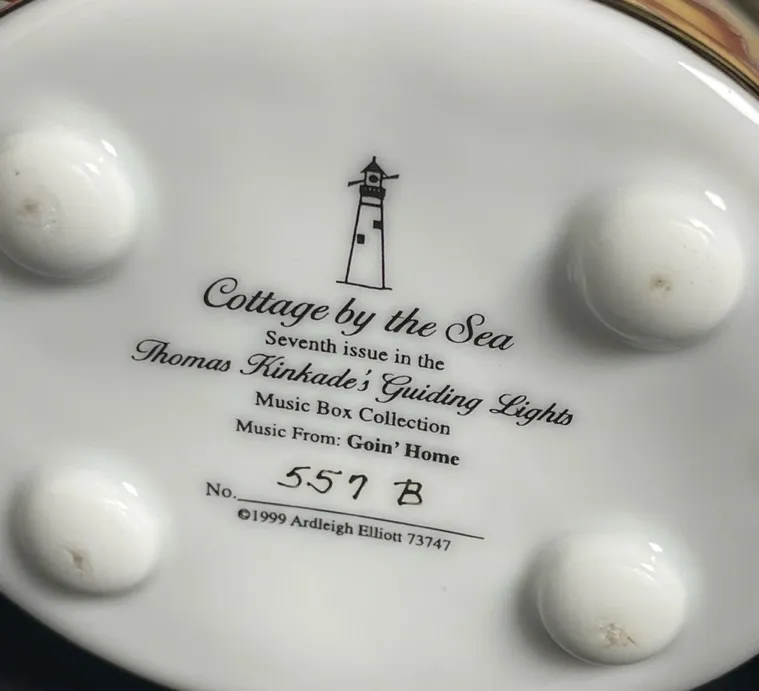 Cottage by the Sea
Seventh issue in the
Thomas Kinkade's Guiding Lights
Music Box Collection
Music From: Goin' Home
No. 557 B
©1999 Ardleigh Elliott 73747